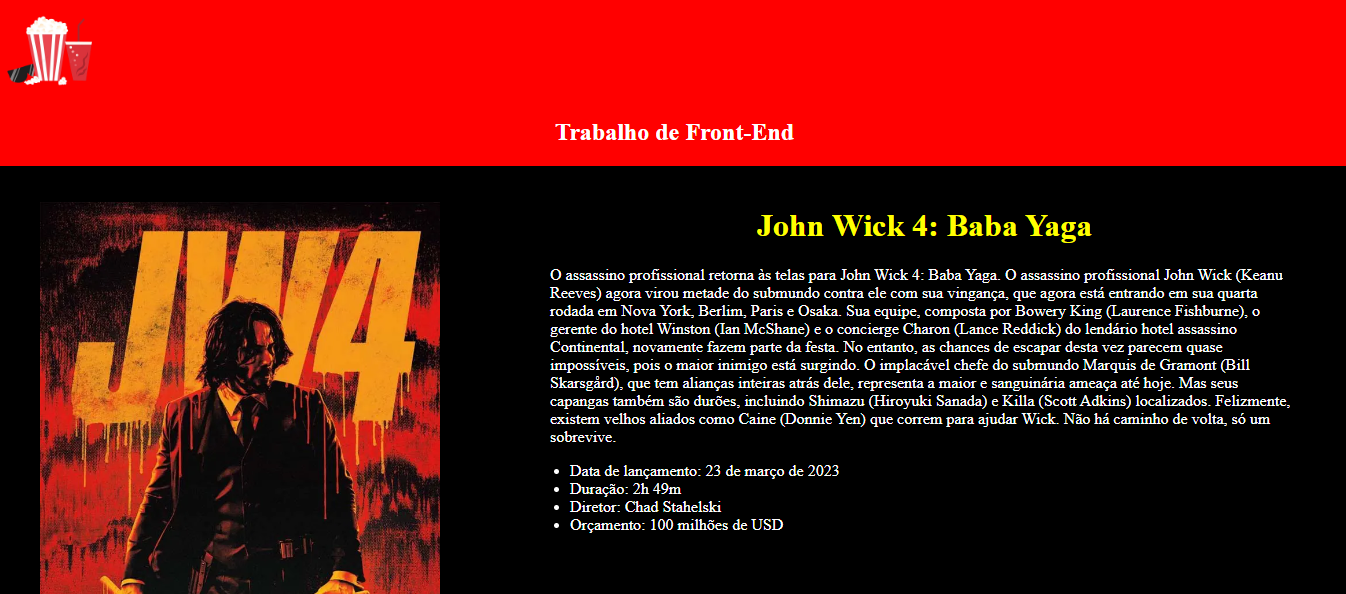 Trabalho de Front-End
JW4
John Wick 4: Baba Yaga
O assassino profissional retorna às telas para John Wick 4: Baba Yaga. O assassino profissional John Wick (Keanu
Reeves) agora virou metade do submundo contra ele com sua vingança, que agora está entrando em sua quarta
rodada em Nova York, Berlim, Paris e Osaka. Sua equipe, composta por Bowery King (Laurence Fishburne), o
gerente do hotel Winston (Ian McShane) e o concierge Charon (Lance Reddick) do lendário hotel assassino
Continental, novamente fazem parte da festa. No entanto, as chances de escapar desta vez parecem quase
impossíveis, pois o maior inimigo está surgindo. O implacável chefe do submundo Marquis de Gramont (Bill
Skarsgård), que tem alianças inteiras atrás dele, representa a maior e sanguinária ameaça até hoje. Mas seus
capangas também são durões, incluindo Shimazu (Hiroyuki Sanada) e Killa (Scott Adkins) localizados. Felizmente,
existem velhos aliados como Caine (Donnie Yen) que correm para ajudar Wick. Não há caminho de volta, só um
sobrevive.
• Data de lançamento: 23 de março de 2023
• Duração: 2h 49m
• Diretor: Chad Stahelski
• Orçamento: 100 milhões de USD